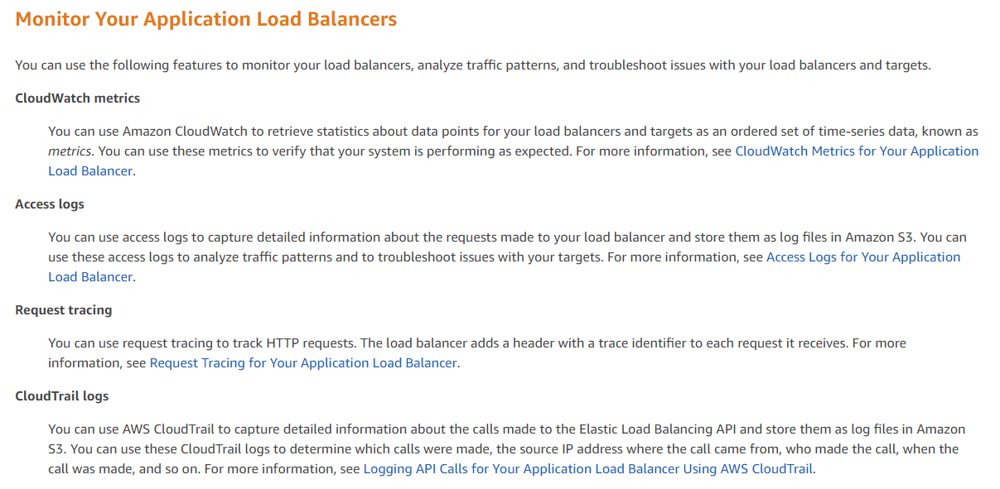 Monitor Your Application Load Balancers
You can use the following features to monitor your load balancers, analyze traffic patterns, and troubleshoot issues with your load balancers and targets.
CloudWatch metrics
You can use Amazon CloudWatch to retrieve statistics about data points for your load balancers and targets as an ordered set of time-series data, known as
metrics. You can use these metrics to verify that your system is performing as expected. For more information, see CloudWatch Metrics for Your Application
Load Balancer.
Access logs
You can use access logs to capture detailed information about the requests made to your load balancer and store them as log files in Amazon S3. You can
use these access logs to analyze traffic patterns and to troubleshoot issues with your targets. For more information, see Access Logs for Your Application
Load Balancer.
Request tracing
You can use request tracing to track HTTP requests. The load balancer adds a header with a trace identifier to each request it receives. For more
information, see Request Tracing for Your Application Load Balancer.
CloudTrail logs
You can use AWS CloudTrail to capture detailed information about the calls made to the Elastic Load Balancing API and store them as log files in Amazon
S3. You can use these CloudTrail logs to determine which calls were made, the source IP address where the call came from, who made the call, when the
call was made, and so on. For more information, see Logging API Calls for Your Application Load Balancer Using AWS CloudTrail.